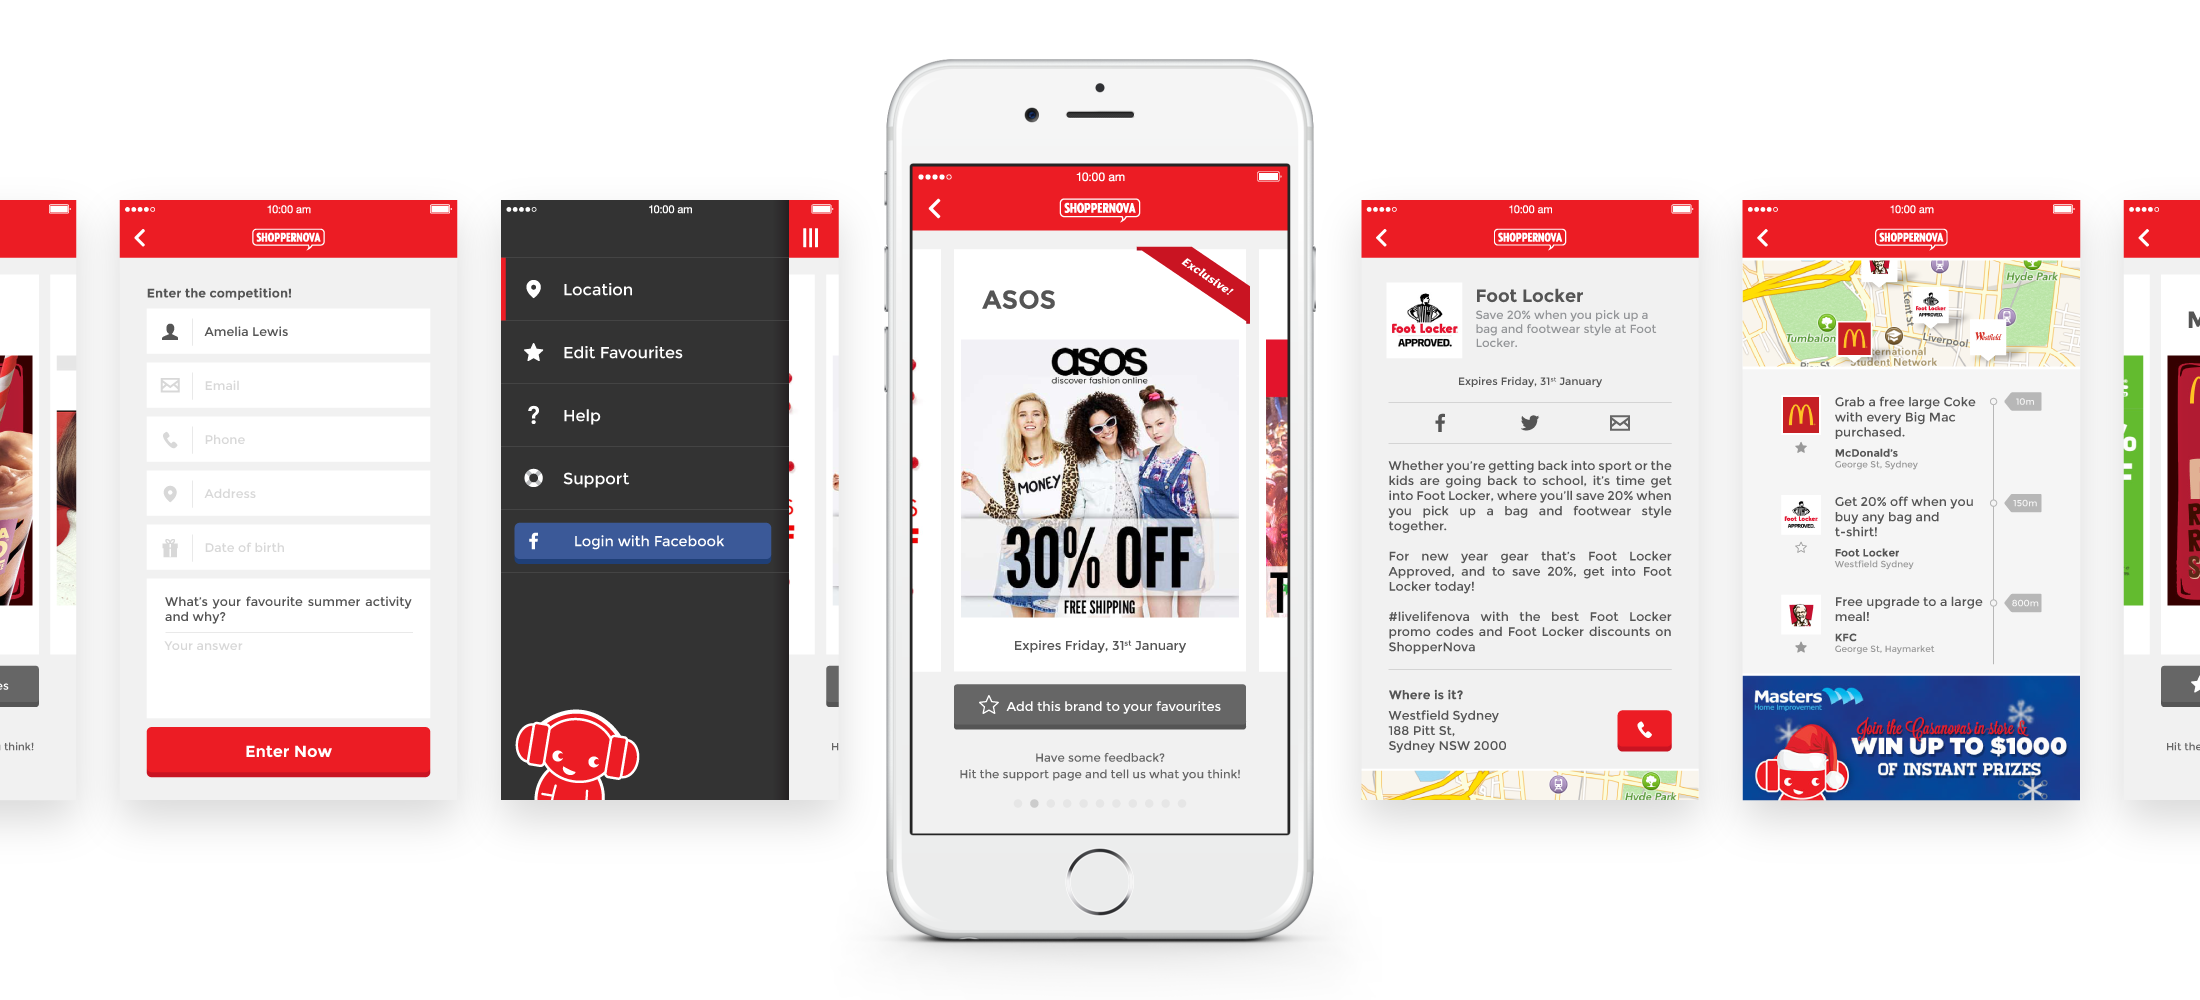 es
think!
10:00 am
SHOPPERNOVA
Enter the competition!
Amelia Lewis
Email
Phone
Address
Date of birth
What's your favourite summer activity
and why?
Your answer
Enter Now
10:00 am
Location
Edit Favourites
Help
Support
Login with Facebook
H
10:00 am
SHOPPERNOVA
Exclusive!
ASOS
asos
discover fashion online
MONEY
30% OFF
FREE SHIPPING
Expires Friday, 31st January
Add this brand to your favourites
Have some feedback?
Hit the support page and tell us what you think!
10:00 am
SHOPPERNOVA
Foot Locker
APPROVED.
Foot Locker
Save 20% when you pick up a
bag and footwear style at Foot
Locker.
Expires Friday, 31st January
Whether you're getting back into sport or the
kids are going back to school, it's time get
into Foot Locker, where you'll save 20% when
you pick up a bag and footwear style
together.
For new year gear that's Foot Locker
Approved, and to save 20%, get into Foot
Locker today!
#livelifenova with the best Foot Locker
promo codes and Foot Locker discounts on
ShopperNova
Where is it?
Westfield Sydney
188 Pitt St,
Sydney NSW 2000
Hyde Park
10:00 am
SHOPPERNOVA
Hyde Park
Kent St
Foot Locker
APPROVED.
Tumbalon
Liverpool
Westfield
ternational
Student Network
Grab a free large Coke
with every Big Mac
purchased.
McDonald's
George St, Sydney
10m
Foot Locker
APPROVED.
Get 20% off when you
buy any bag and
t-shirt!
Foot Locker
Westfield Sydney
150m
Free upgrade to a large
meal!
KFC
George St, Haymarket
800m
Masters
Home Improvement
Join the Casanovas in-store &
WIN UP TO $1000
OF INSTANT PRIZES
M
Hit the